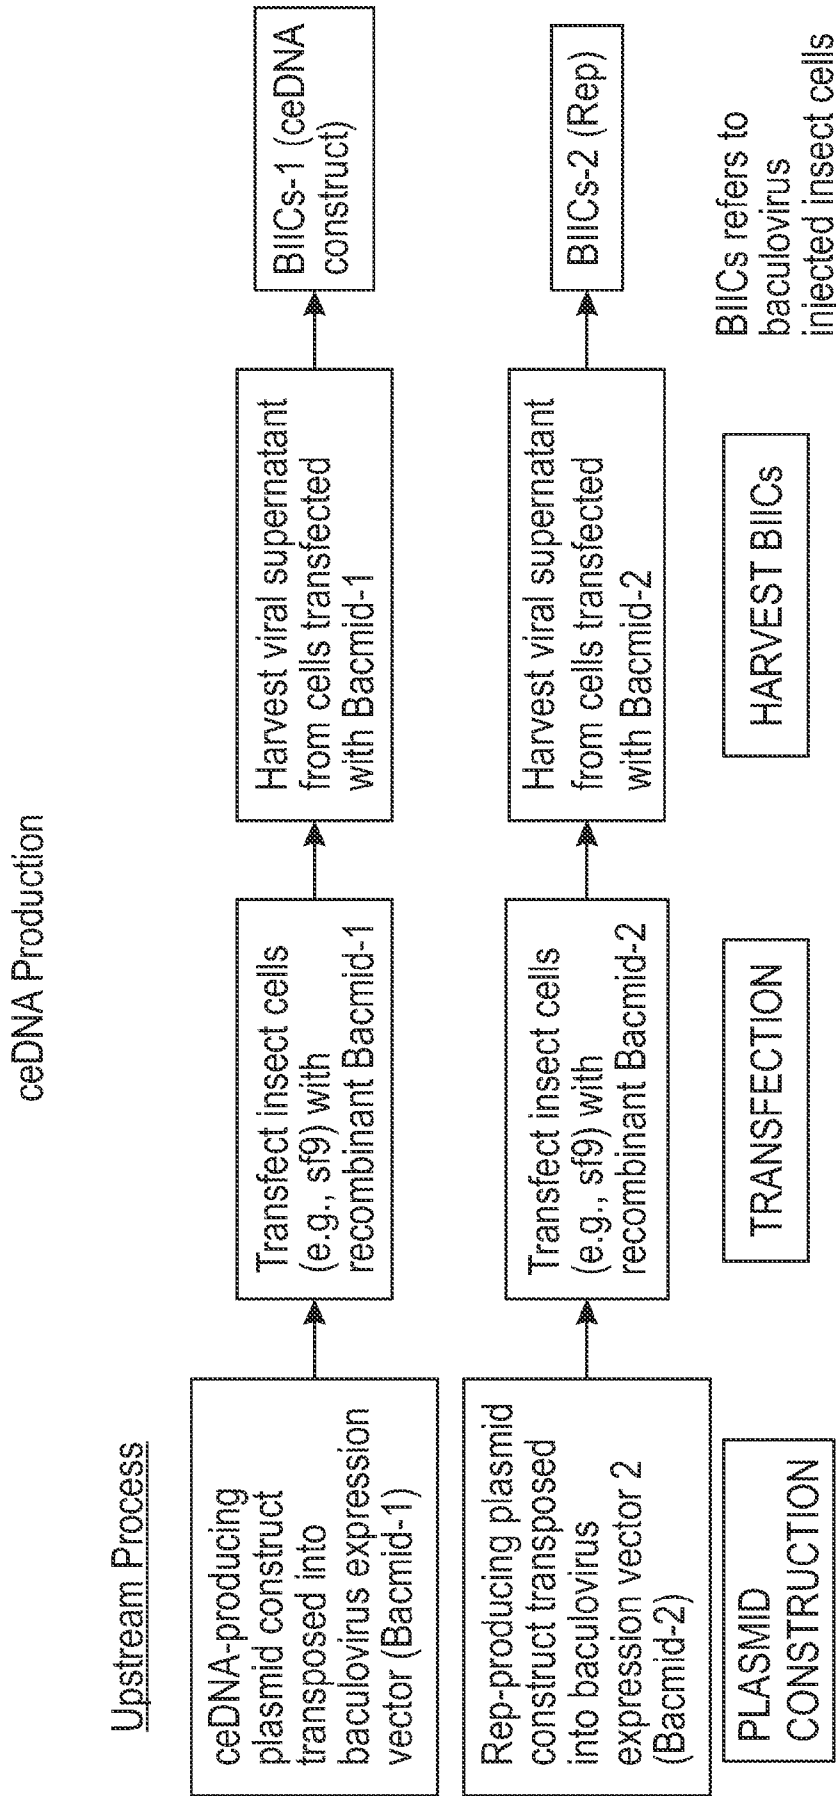 ceDNA Production
Upstream Process
ceDNA-producing
plasmid construct
transposed into
baculovirus expression
vector (Bacmid-1)
Transfect insect cells
(e.g., sf9) with
recombinant Bacmid-1
Harvest viral supernatant
from cells transfected
with Bacmid-1
BIICs-1 (ceDNA
construct)
Rep-producing plasmid
construct transposed
into baculovirus
expression vector 2
(Bacmid-2)
Transfect insect cells
(e.g., sf9) with
recombinant Bacmid-2
Harvest viral supernatant
from cells transfected
with Bacmid-2
BIICs-2 (Rep)
PLASMID
CONSTRUCTION
TRANSFECTION
HARVEST BIICs
BIICs refers to
baculovirus
injected insect cells